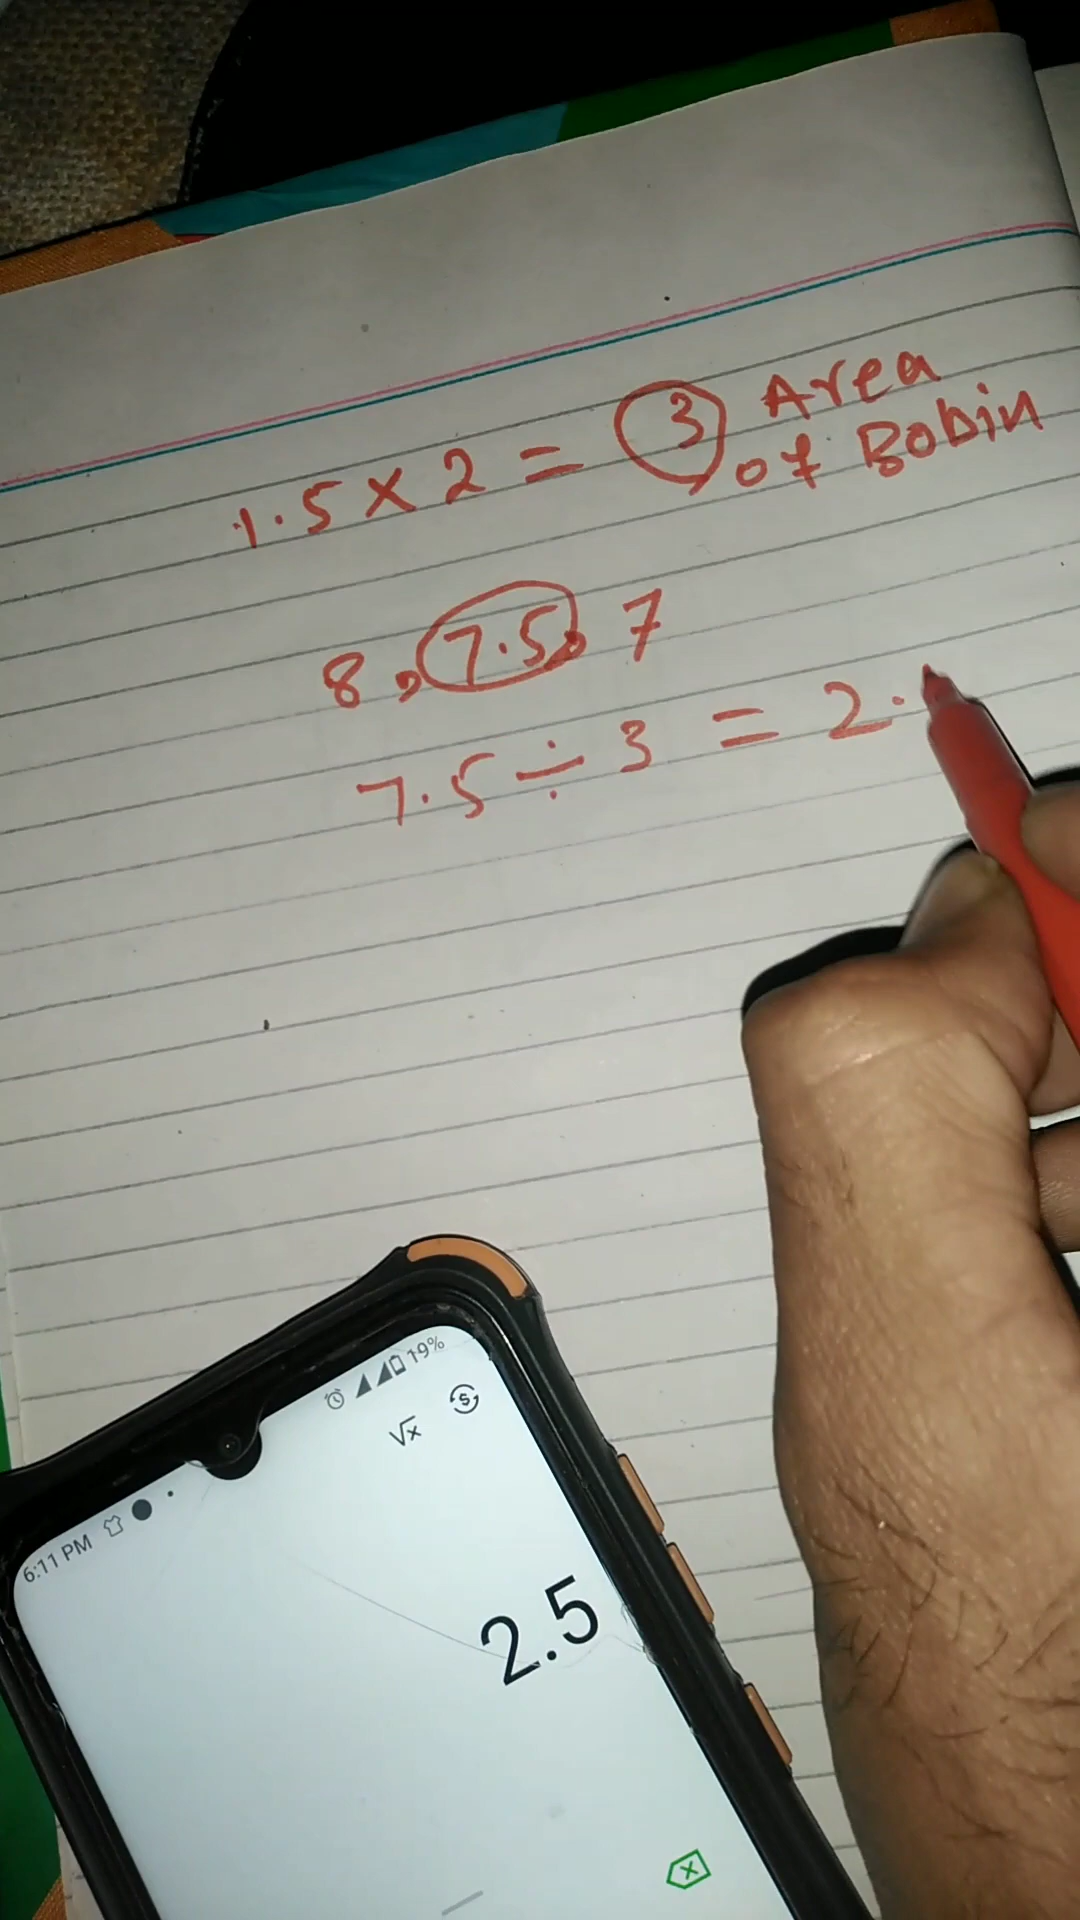 1.5 × 2 = 3 Area
of Bobin
8, 7.5, 7
7.5 ÷ 3 = 2.
6:11 PM
19%
√x
2.5